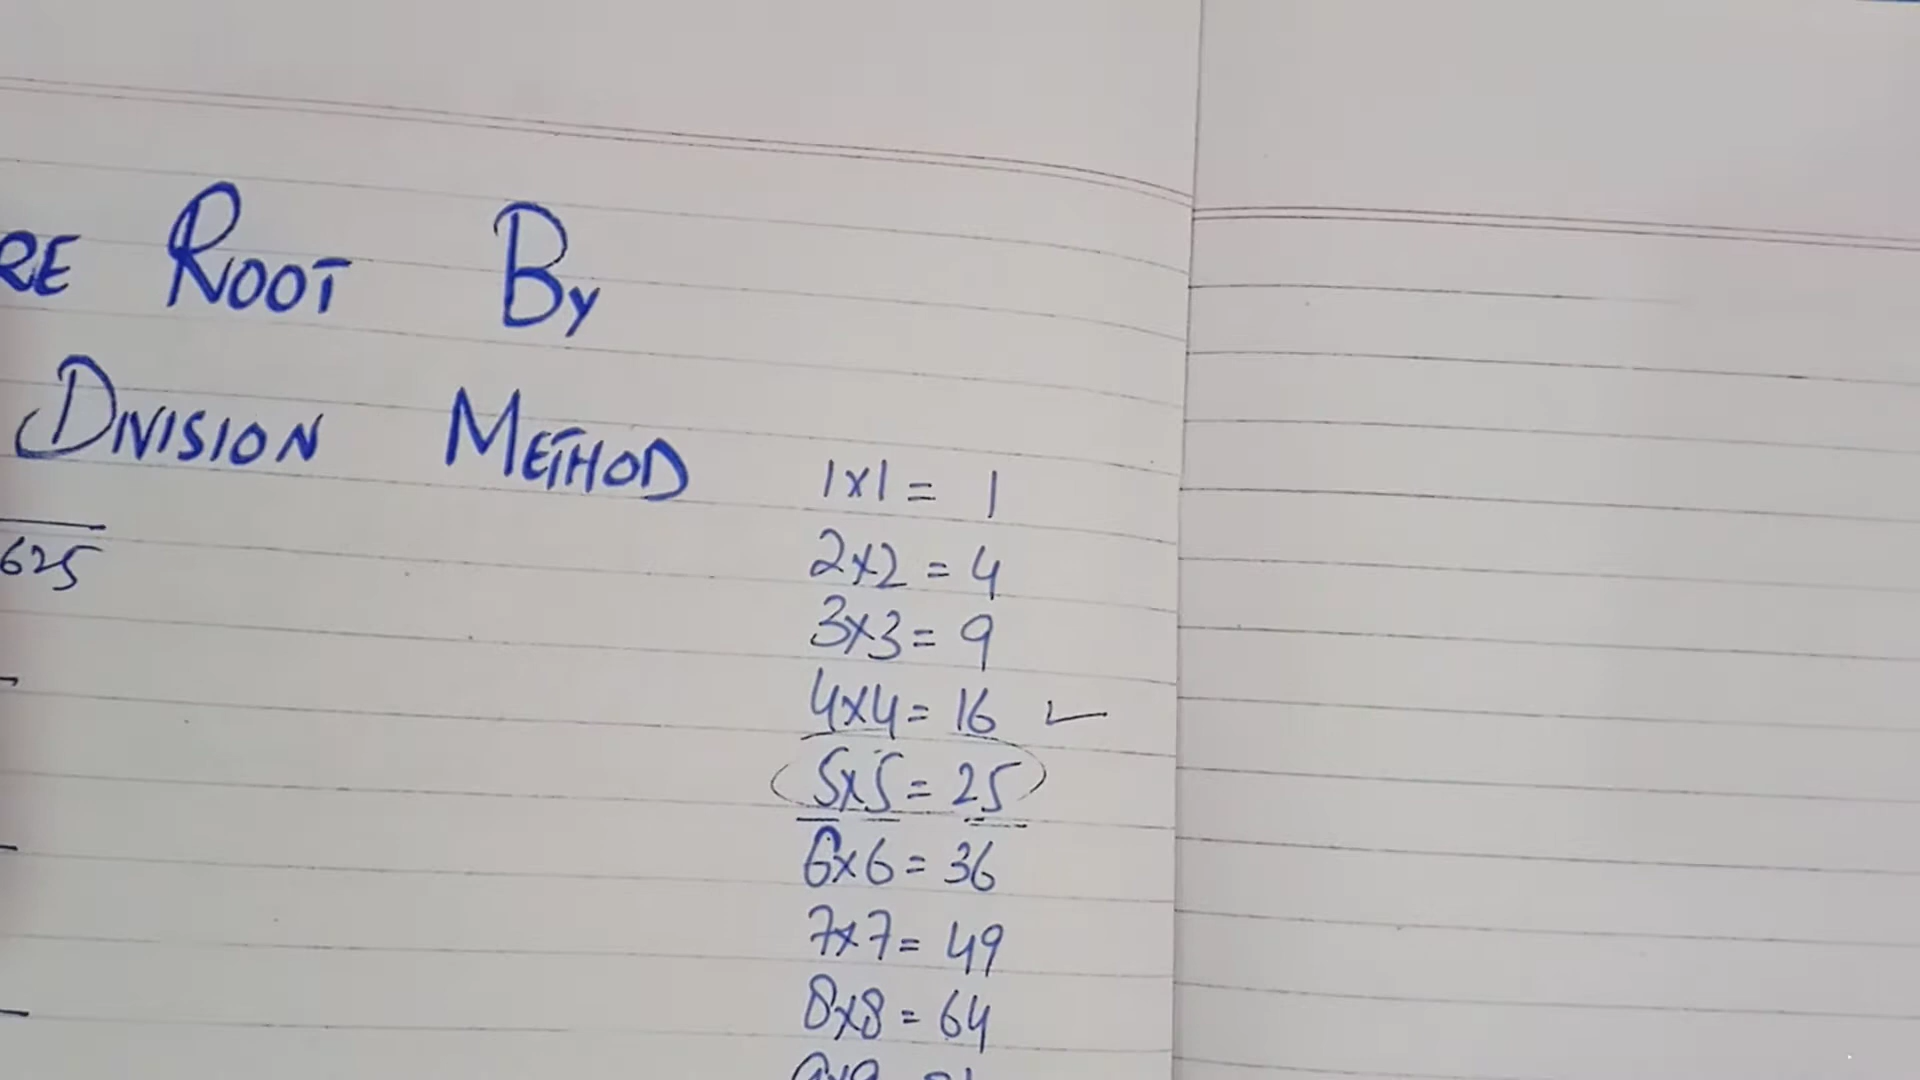 RE ROOT BY
DIVISION METHOD
625
1x1 = 1
2x2 = 4
3x3 = 9
4x4 = 16 ✓
5x5 = 25
6x6 = 36
7x7 = 49
8x8 = 64